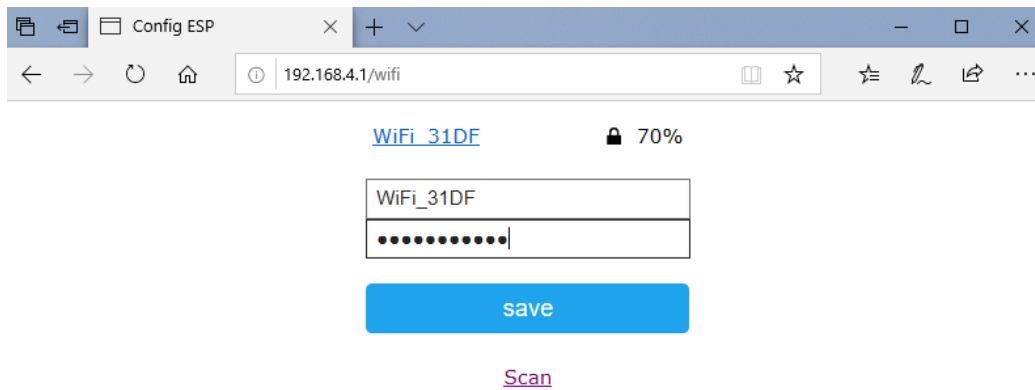 Config ESP
192.168.4.1/wifi
WiFi_31DF 70%
WiFi_31DF
●●●●●●●●●●●
save
Scan